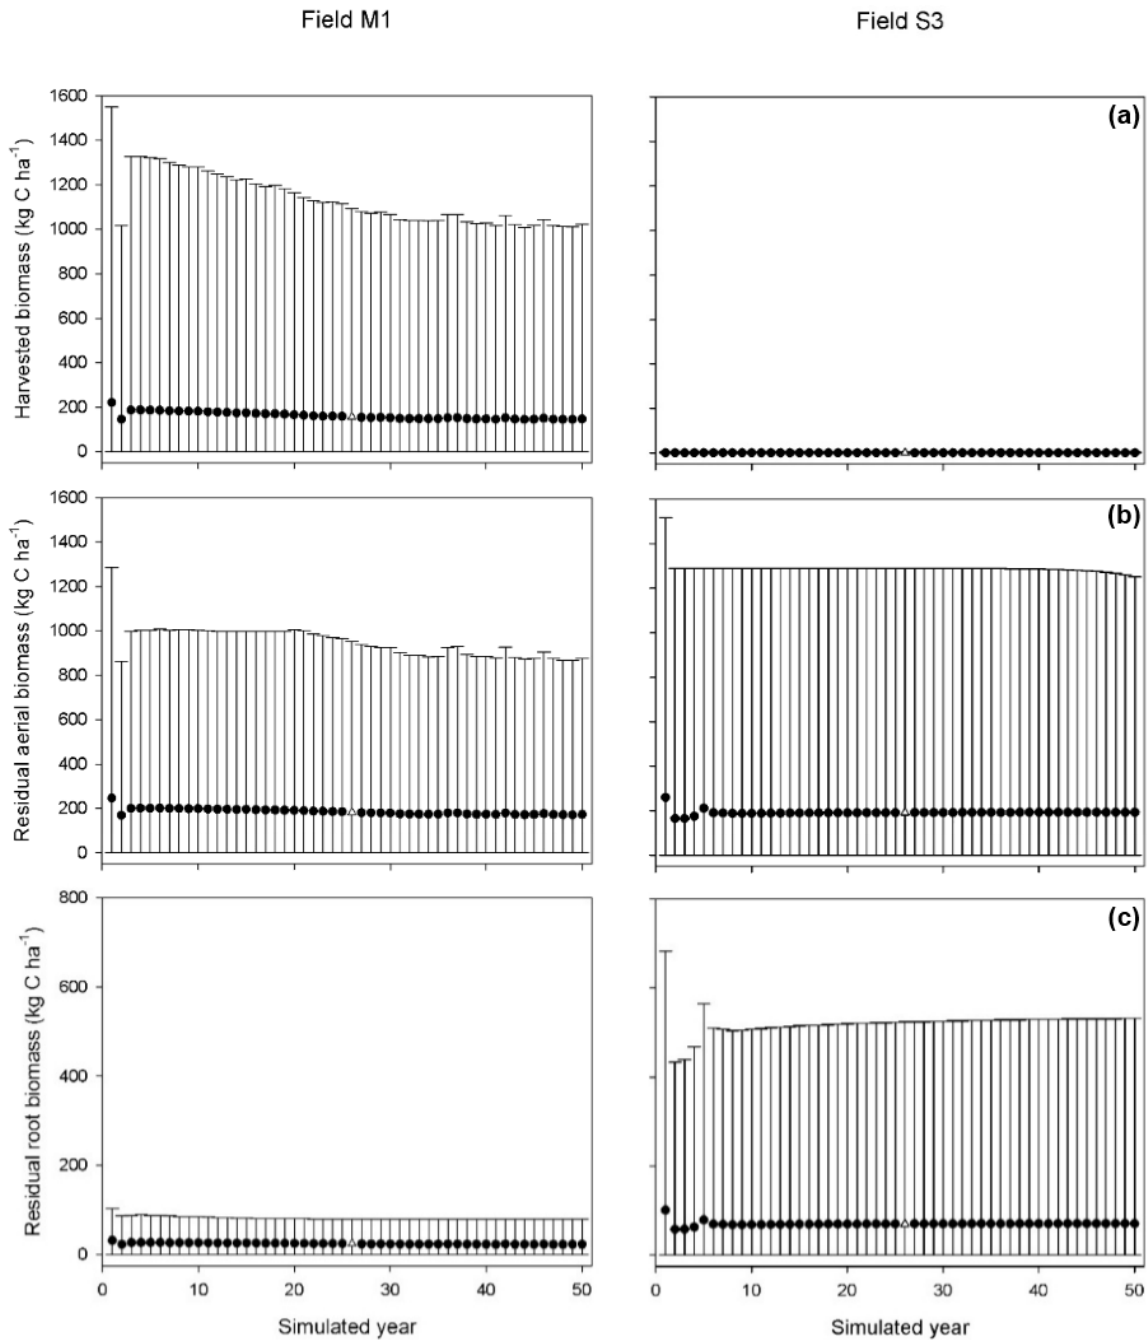 Field M1
Field S3
Harvested biomass (kg C ha-1)
1600
1400
1200
1000
800
600
400
200
0
(a)
Residual aerial biomass (kg C ha-1)
1600
1400
1200
1000
800
600
400
200
0
(b)
Residual root biomass (kg C ha-1)
800
600
400
200
0
(c)
0 10 20 30 40 50
0 10 20 30 40 50
Simulated year
Simulated year